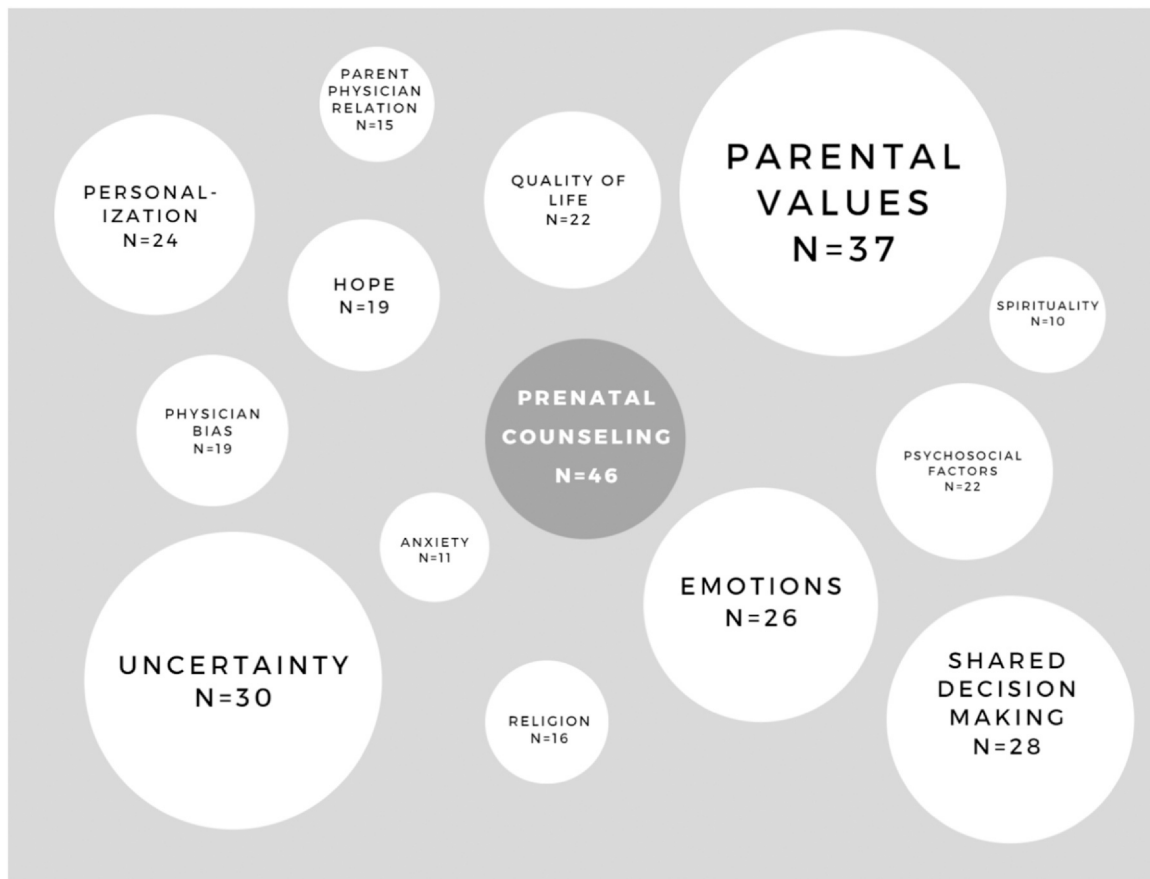 PARENT
PHYSICIAN
RELATION
N=15
PERSONAL-
IZATION
N=24
QUALITY OF
LIFE
N=22
PARENTAL
VALUES
N=37
HOPE
N=19
SPIRITUALITY
N=10
PHYSICIAN
BIAS
N=19
PRENATAL
COUNSELING
N=46
PSYCHOSOCIAL
FACTORS
N=22
ANXIETY
N=11
EMOTIONS
N=26
UNCERTAINTY
N=30
RELIGION
N=16
SHARED
DECISION
MAKING
N=28